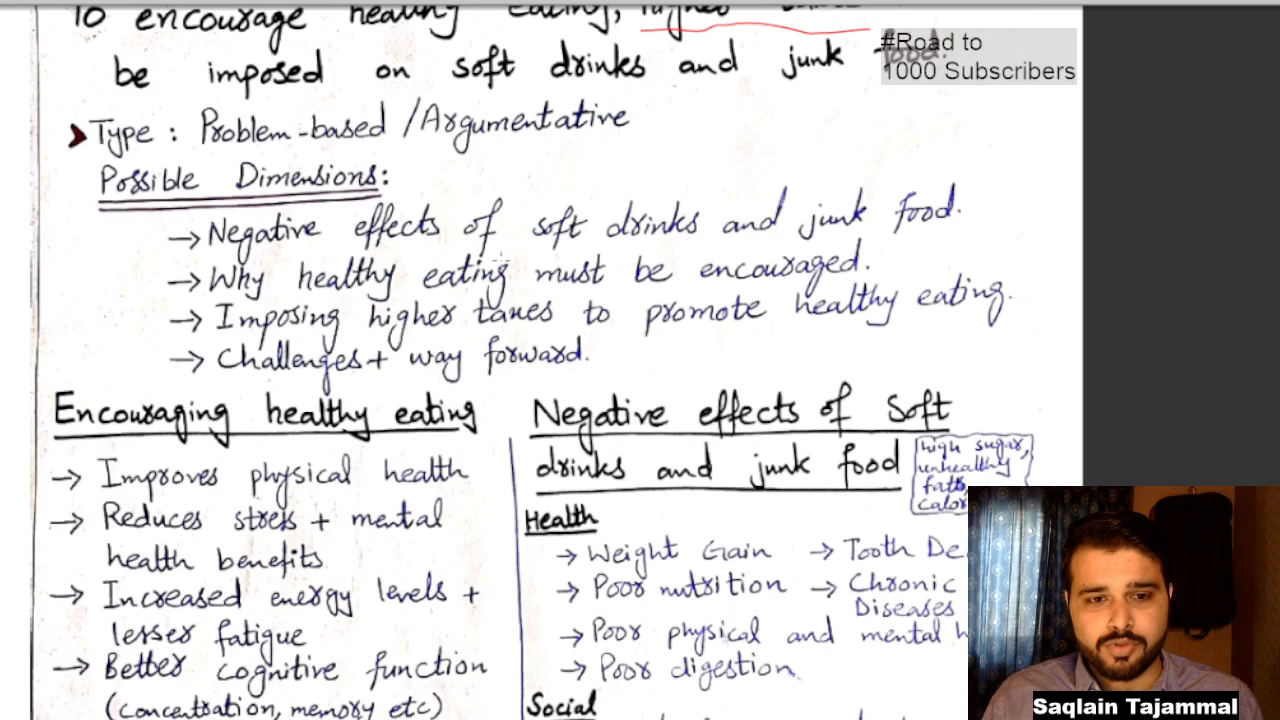 To encourage healthy eating, higher
be imposed on soft drinks and junk food.
#Road to
1000 Subscribers
Type : Problem-based / Argumentative
Possible Dimensions:
→ Negative effects of soft drinks and junk food.
→ Why healthy eating must be encouraged.
→ Imposing higher taxes to promote healthy eating.
→ Challenges + way forward.
Encouraging healthy eating
→ Improves physical health
→ Reduces stress + mental
health benefits
→ Increased energy levels +
lesser fatigue
→ Better cognitive function
(concentration, memory etc)
Negative effects of Soft
drinks and junk food
high sugar,
unhealthy
fats
Health
→ Weight Gain → Tooth
→ Poor nutrition → Chronic
Diseases
→ Poor physical and mental
→ Poor digestion
Social
Saqlain Tajammal